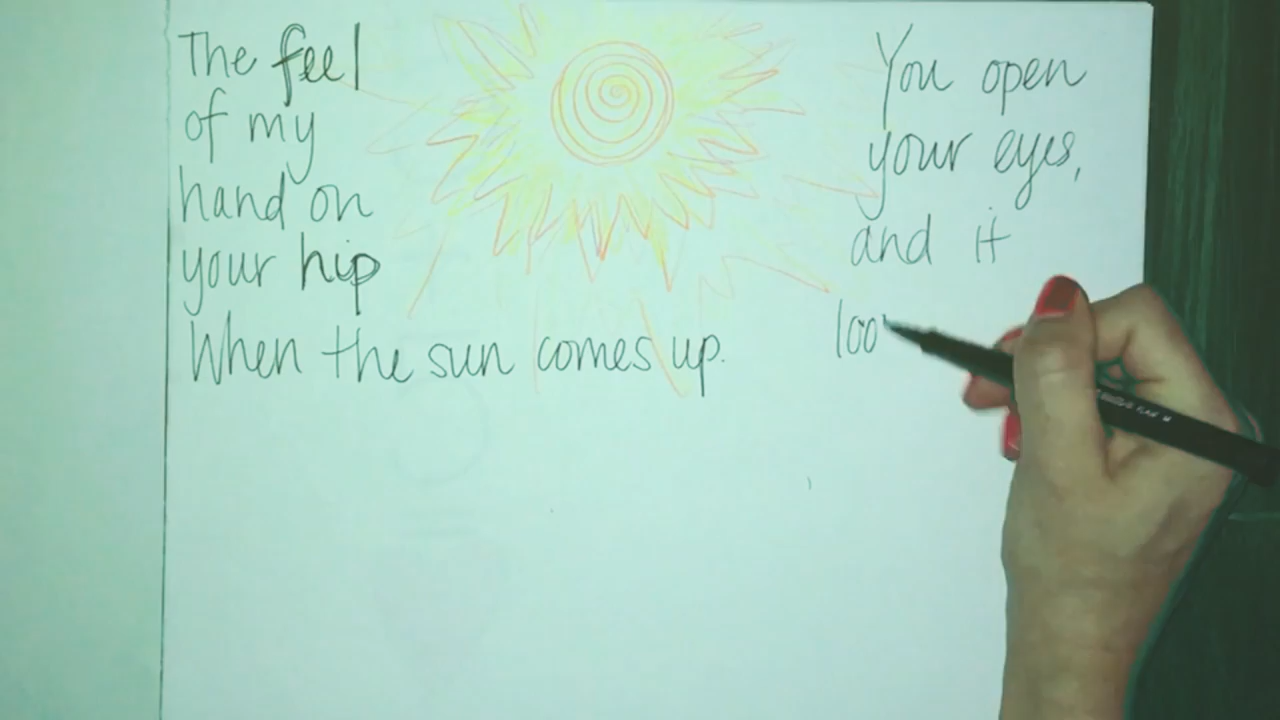 The feel
of my
hand on
your hip
When the sun comes up.
You open
your eyes,
and it
loo